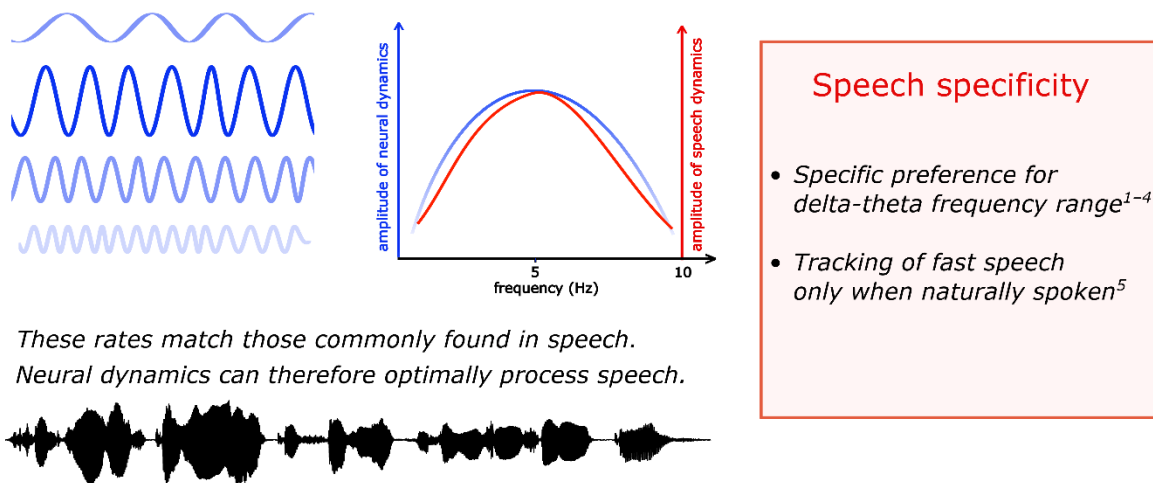 amplitude of neural dynamics
amplitude of speech dynamics
5
10
frequency (Hz)
These rates match those commonly found in speech.
Neural dynamics can therefore optimally process speech.
Speech specificity
• Specific preference for
delta-theta frequency range¹⁻⁴
• Tracking of fast speech
only when naturally spoken⁵